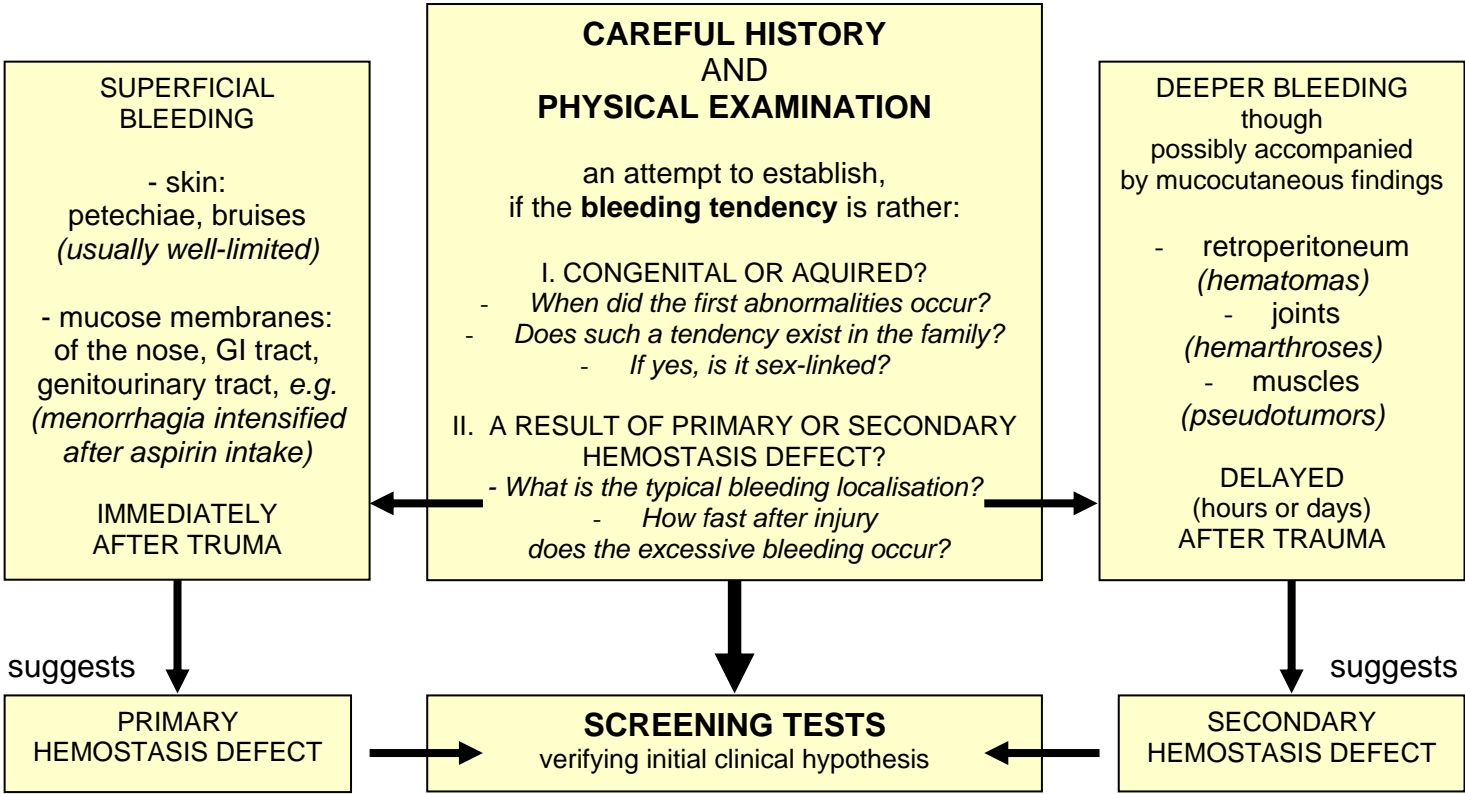 CAREFUL HISTORY
AND
PHYSICAL EXAMINATION
an attempt to establish,
if the bleeding tendency is rather:
I. CONGENITAL OR AQUIRED?
- When did the first abnormalities occur?
- Does such a tendency exist in the family?
- If yes, is it sex-linked?
II. A RESULT OF PRIMARY OR SECONDARY
HEMOSTASIS DEFECT?
- What is the typical bleeding localisation?
- How fast after injury
does the excessive bleeding occur?
SUPERFICIAL
BLEEDING
- skin:
petechiae, bruises
(usually well-limited)
- mucose membranes:
of the nose, GI tract,
genitourinary tract, e.g.
(menorrhagia intensified
after aspirin intake)
IMMEDIATELY
AFTER TRUMA
DEEPER BLEEDING
though
possibly accompanied
by mucocutaneous findings
- retroperitoneum
(hematomas)
- joints
(hemarthroses)
- muscles
(pseudotumors)
DELAYED
(hours or days)
AFTER TRAUMA
suggests
suggests
PRIMARY
HEMOSTASIS DEFECT
SCREENING TESTS
verifying initial clinical hypothesis
SECONDARY
HEMOSTASIS DEFECT